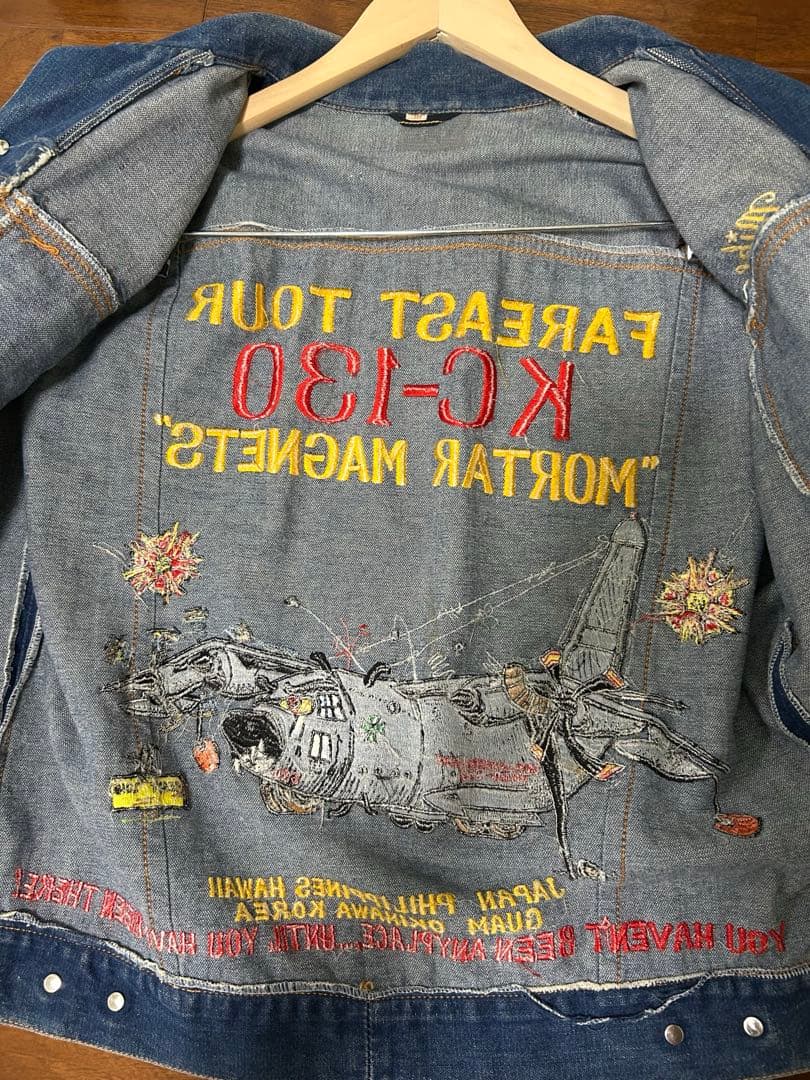 FAREAST TOUR
KC-130
"MORTAR MAGNETS"
JAPAN PHILIPPINES HAWAII
GUAM OKINAWA KOREA
YOU HAVEN'T BEEN ANYPLACE...UNTIL YOU HAVE BEEN THERE!